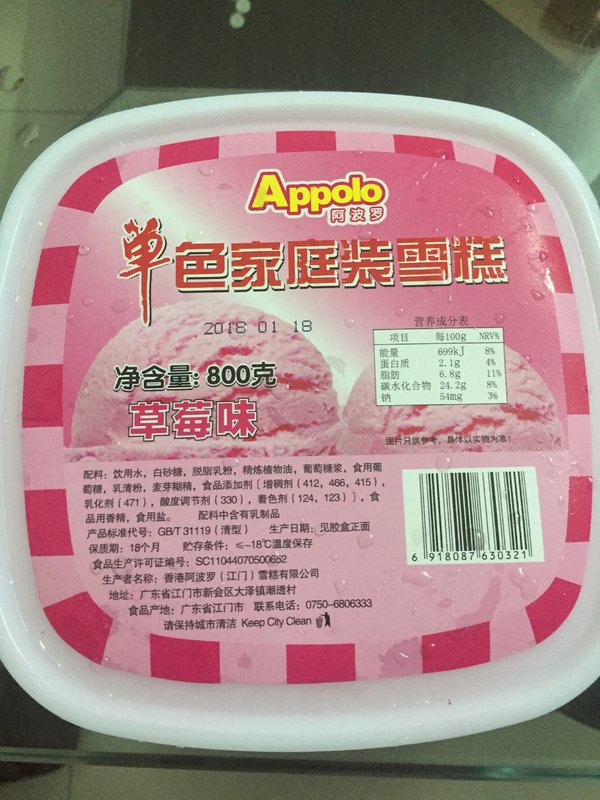 Appolo
阿波罗
单色家庭装雪糕
2018 01 18
营养成分表
项目 每100g NRV%
能量 699kJ 8%
蛋白质 2.1g 4%
脂肪 6.8g 11%
碳水化合物 24.2g 8%
钠 54mg 3%
净含量: 800克
草莓味
图片只供参考，具体以实物为准！
配料：饮用水，白砂糖，脱脂乳粉，精炼植物油，葡萄糖浆，食用葡
萄糖，乳清粉，麦芽糊精，食品添加剂〔增稠剂（412，466，415），
乳化剂（471），酸度调节剂（330），着色剂（124，123）〕，食
品用香精，食用盐。 配料中含有乳制品
产品标准代号：GB/T 31119（清型） 生产日期：见胶盒正面
保质期：18个月 贮存条件：≤-18℃温度保存
食品生产许可证编号：SC11044070500652
生产者名称：香港阿波罗（江门）雪糕有限公司
地址：广东省江门市新会区大泽镇潮透村
食品产地：广东省江门市 联系电话：0750-6806333
请保持城市清洁 Keep City Clean
6 918087 630321